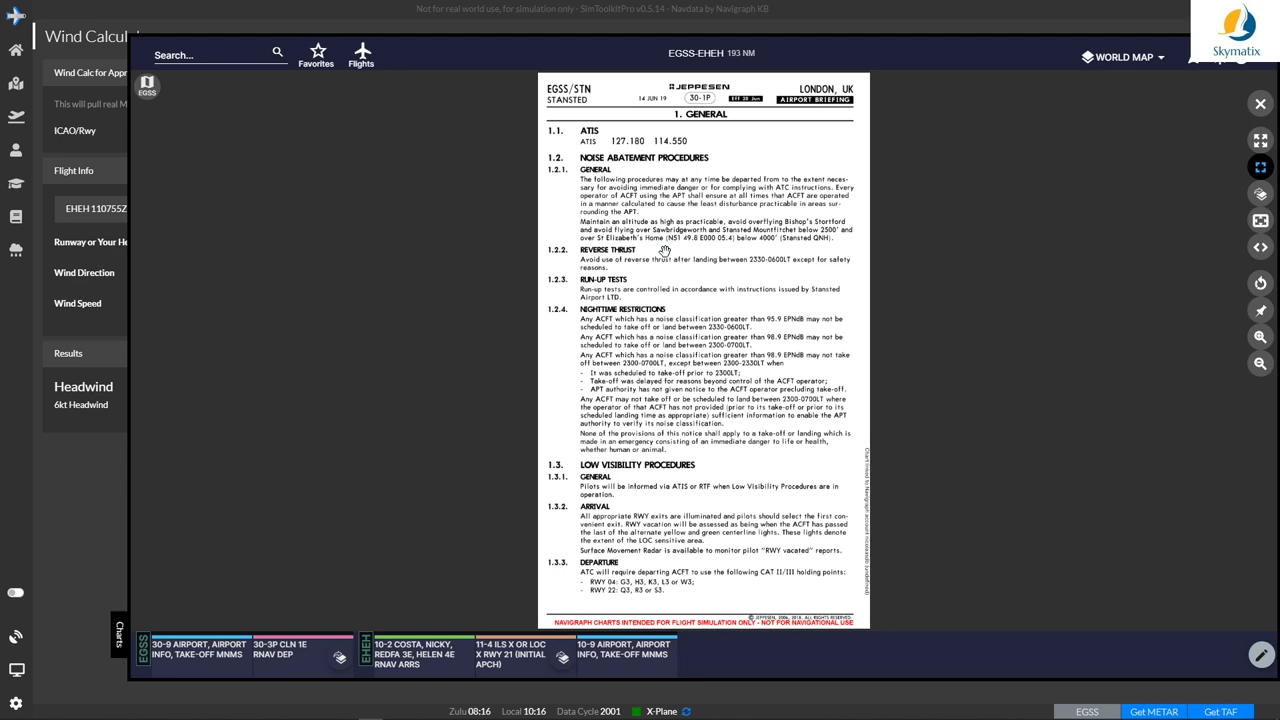 Not for real world use, for simulation only - SimToolkitPro v0.5.14 - Navdata by Navigraph KB
Skymatix
Wind Calcul
Wind Calc for Appr
This will pull real M
ICAO/Rwy
Flight Info
EHEH 110755Z
Runway or Your He
Wind Direction
Wind Speed
Results
Headwind
6kt Headwind
Search...
Favorites
Flights
EGSS-EHEH 193 NM
WORLD MAP
EGSS
EGSS/STN
STANSTED
JEPPESEN
14 JUN 19
30-1P
EFF 20 Jun
LONDON, UK
AIRPORT BRIEFING
1. GENERAL
1.1. ATIS
ATIS 127.180 114.550
1.2. NOISE ABATEMENT PROCEDURES
1.2.1. GENERAL
The following procedures may at any time be departed from to the extent neces-
sary for avoiding immediate danger or for complying with ATC instructions. Every
operator of ACFT using the APT shall ensure at all times that ACFT are operated
in a manner calculated to cause the least disturbance practicable in areas sur-
rounding the APT.
Maintain an altitude as high as practicable, avoid overflying Bishop's Stortford
and avoid flying over Sawbridgeworth and Stansted Mountfitchet below 2500' and
over St Elizabeth's Home (N51 49.8 E000 05.4) below 4000' (Stansted QNH).
1.2.2. REVERSE THRUST
Avoid use of reverse thrust after landing between 2330-0600LT except for safety
reasons.
1.2.3. RUN-UP TESTS
Run-up tests are controlled in accordance with instructions issued by Stansted
Airport LTD.
1.2.4. NIGHTTIME RESTRICTIONS
Any ACFT which has a noise classification greater than 95.9 EPNdB may not be
scheduled to take off or land between 2330-0600LT.
Any ACFT which has a noise classification greater than 98.9 EPNdB may not be
scheduled to take off or land between 2300-0700LT.
Any ACFT which has a noise classification greater than 98.9 EPNdB may not take
off between 2300-0700LT, except between 2300-2330LT when
- It was scheduled to take-off prior to 2300LT;
- Take-off was delayed for reasons beyond control of the ACFT operator;
- APT authority has not given notice to the ACFT operator precluding take-off.
Any ACFT may not take off or be scheduled to land between 2300-0700LT where
the operator of that ACFT has not provided (prior to its take-off or prior to its
scheduled landing time as appropriate) sufficient information to enable the APT
authority to verify its noise classification.
None of the provisions of this notice shall apply to a take-off or landing which is
made in an emergency consisting of an immediate danger to life or health,
whether human or animal.
1.3. LOW VISIBILITY PROCEDURES
1.3.1. GENERAL
Pilots will be informed via ATIS or RTF when Low Visibility Procedures are in
operation.
1.3.2. ARRIVAL
All appropriate RWY exits are illuminated and pilots should select the first con-
venient exit. RWY vacation will be assessed as being when the ACFT has passed
the last of the alternate yellow and green centerline lights. These lights denote
the extent of the LOC sensitive area.
Surface Movement Radar is available to monitor pilot "RWY vacated" reports.
1.3.3. DEPARTURE
ATC will require departing ACFT to use the following CAT II/III holding points:
- RWY 04: G3, H3, K3, L3 or W3;
- RWY 22: Q3, R3 or S3.
© JEPPESEN, 2006, 2018. ALL RIGHTS RESERVED.
NAVIGRAPH CHARTS INTENDED FOR FLIGHT SIMULATION ONLY - NOT FOR NAVIGATIONAL USE
Chart linked to Navigraph account
Charts
EGSS
30-9 AIRPORT, AIRPORT
INFO, TAKE-OFF MNMS
30-3P CLN 1E
RNAV DEP
EHEH
10-2 COSTA, NICKY,
REDFA 3E, HELEN 4E
RNAV ARRS
11-4 ILS X OR LOC
X RWY 21 (INITIAL
APCH)
10-9 AIRPORT, AIRPORT
INFO, TAKE-OFF MNMS
Zulu 08:16 Local 10:16 Data Cycle 2001 X-Plane
EGSS
Get METAR
Get TAF